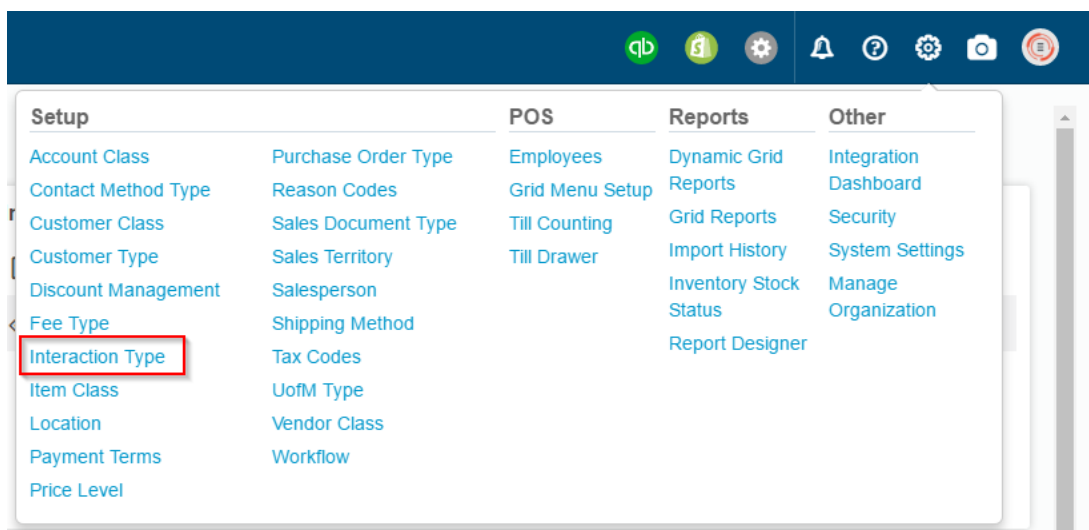 qb
Setup
Account Class
Contact Method Type
Customer Class
Customer Type
Discount Management
Fee Type
Interaction Type
Item Class
Location
Payment Terms
Price Level
Purchase Order Type
Reason Codes
Sales Document Type
Sales Territory
Salesperson
Shipping Method
Tax Codes
UofM Type
Vendor Class
Workflow
POS
Employees
Grid Menu Setup
Till Counting
Till Drawer
Reports
Dynamic Grid
Reports
Grid Reports
Import History
Inventory Stock
Status
Report Designer
Other
Integration
Dashboard
Security
System Settings
Manage
Organization